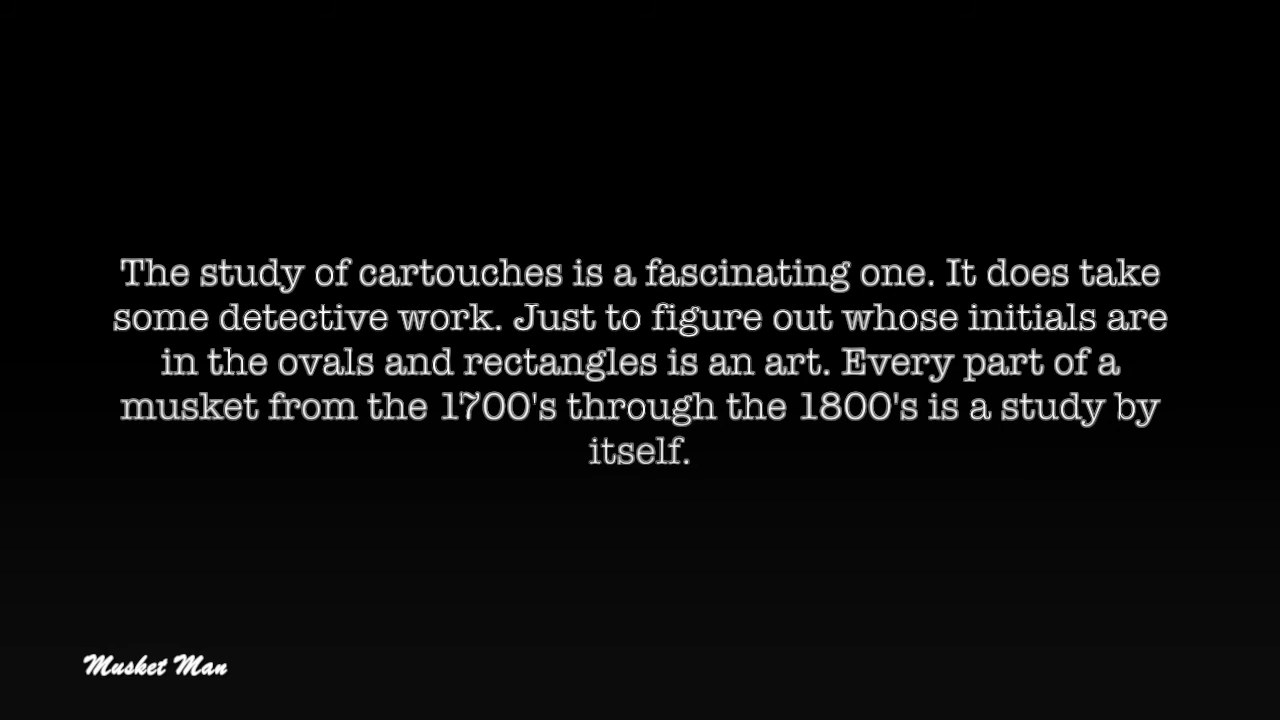 The study of cartouches is a fascinating one. It does take
some detective work. Just to figure out whose initials are
in the ovals and rectangles is an art. Every part of a
musket from the 1700's through the 1800's is a study by
itself.
Musket Man